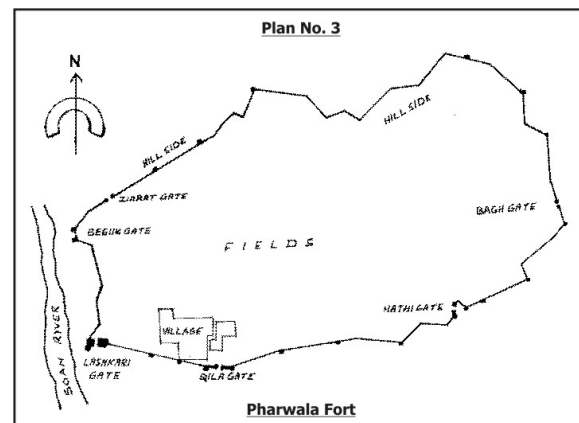 Plan No. 3
N
HILL SIDE
HILL SIDE
ZIARAT GATE
BAGH GATE
BEGUM GATE
FIELDS
HATHI GATE
VILLAGE
SOAN RIVER
LASHKARI
GATE
QILA GATE
Pharwala Fort